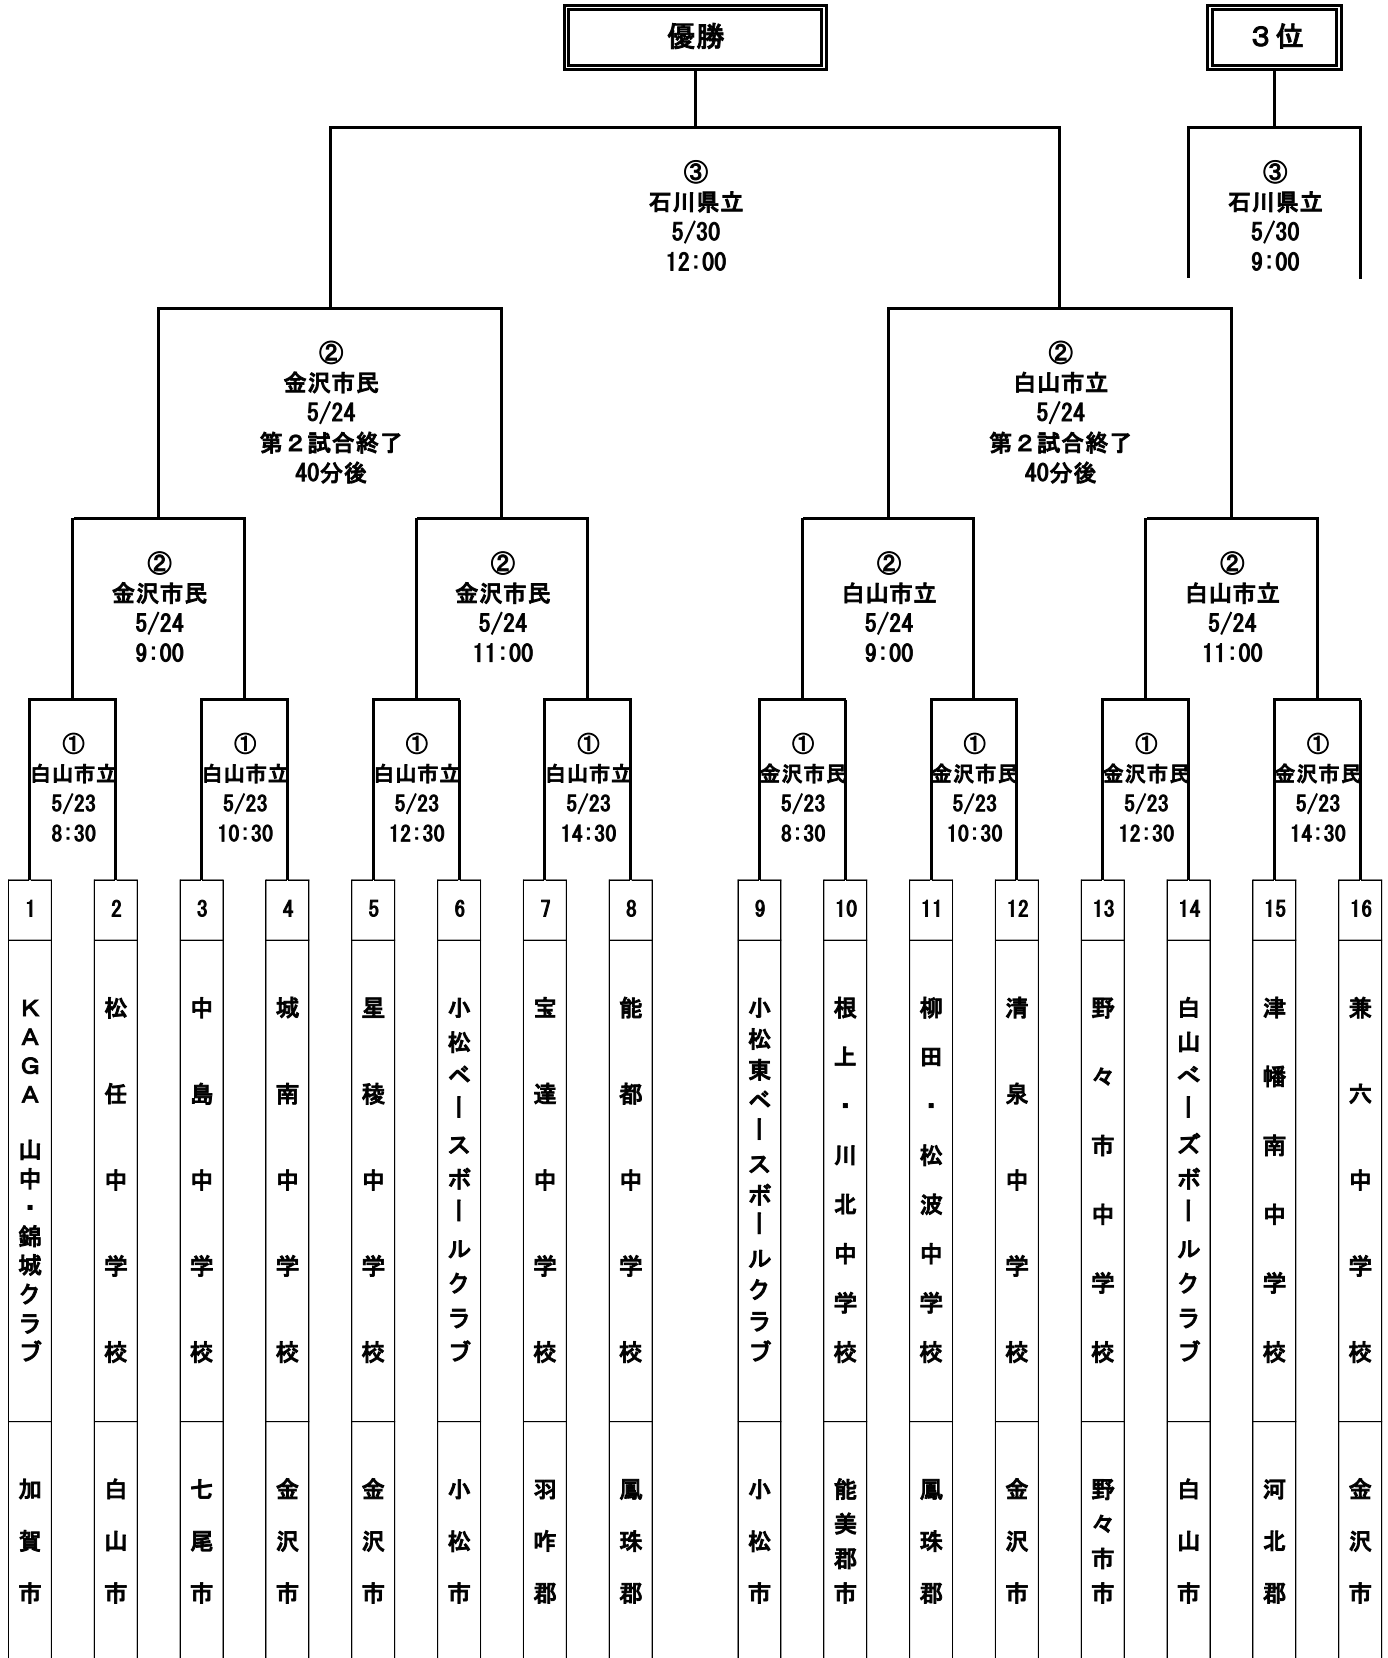 優勝
３位
③
石川県立
5/30
12:00
③
石川県立
5/30
9:00
②
金沢市民
5/24
第２試合終了
40分後
②
白山市立
5/24
第２試合終了
40分後
②
金沢市民
5/24
9:00
②
金沢市民
5/24
11:00
②
白山市立
5/24
9:00
②
白山市立
5/24
11:00
①
白山市立
5/23
8:30
①
白山市立
5/23
10:30
①
白山市立
5/23
12:30
①
白山市立
5/23
14:30
①
金沢市民
5/23
8:30
①
金沢市民
5/23
10:30
①
金沢市民
5/23
12:30
①
金沢市民
5/23
14:30
1
KAGA 山中・錦城クラブ
加賀市
2
松任中学校
白山市
3
中島中学校
七尾市
4
城南中学校
金沢市
5
星稜中学校
金沢市
6
小松ベースボールクラブ
小松市
7
宝達中学校
羽咋郡
8
能都中学校
鳳珠郡
9
小松東ベースボールクラブ
小松市
10
根上・川北中学校
能美郡市
11
柳田・松波中学校
鳳珠郡
12
清泉中学校
金沢市
13
野々市中学校
野々市市
14
白山ベーズボールクラブ
白山市
15
津幡南中学校
河北郡
16
兼六中学校
金沢市